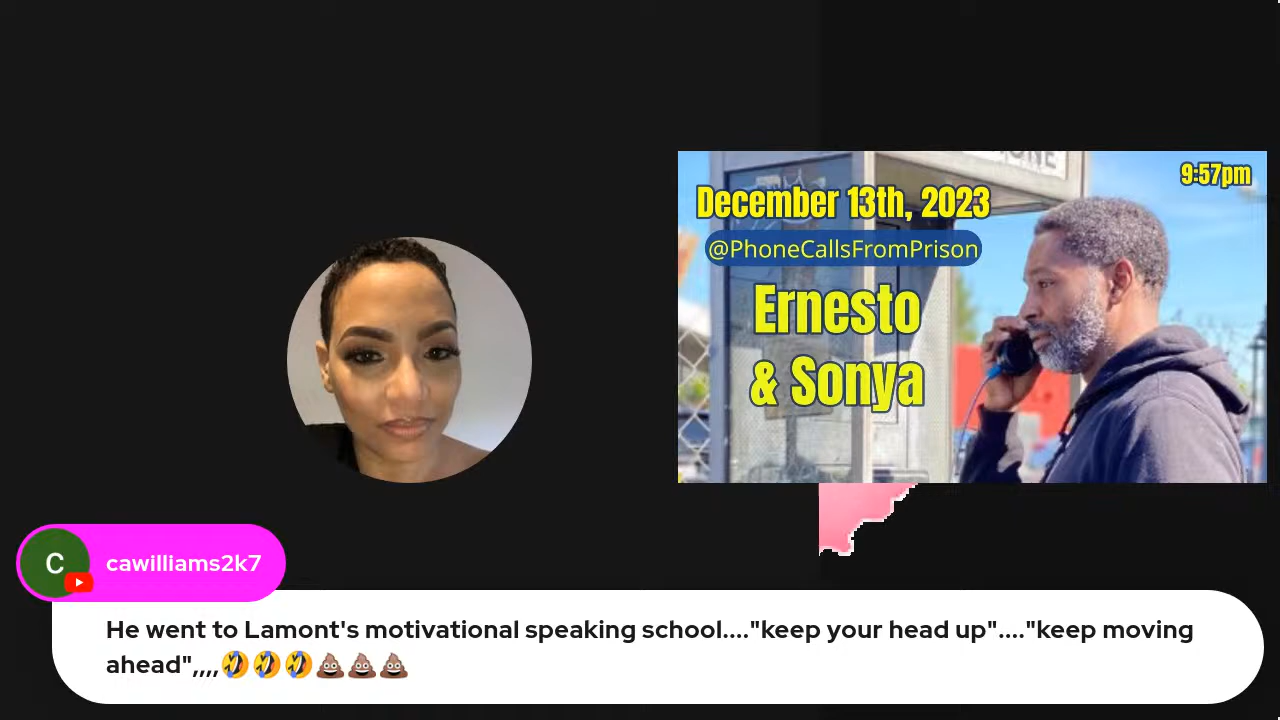 9:57pm
December 13th, 2023
@PhoneCallsFromPrison
Ernesto
& Sonya
C
cawilliams2k7
He went to Lamont's motivational speaking school...."keep your head up"...."keep moving
ahead",,,,🤣🤣🤣💩💩💩